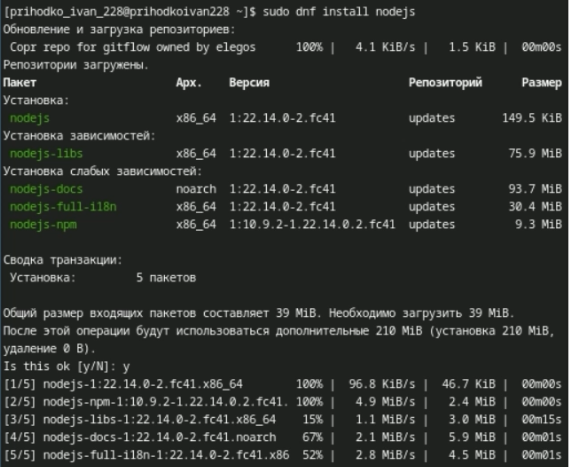 [prihodko_ivan_228@prihodkoivan228 ~]$ sudo dnf install nodejs
Обновление и загрузка репозиториев:
Copr repo for gitflow owned by elegos 100% | 4.1 KiB/s | 1.5 KiB | 00m00s
Репозитории загружены.
Пакет Арх. Версия Репозиторий Размер
Установка:
nodejs x86_64 1:22.14.0-2.fc41 updates 149.5 KiB
Установка зависимостей:
nodejs-libs x86_64 1:22.14.0-2.fc41 updates 75.9 MiB
Установка слабых зависимостей:
nodejs-docs noarch 1:22.14.0-2.fc41 updates 93.7 MiB
nodejs-full-i18n x86_64 1:22.14.0-2.fc41 updates 30.4 MiB
nodejs-npm x86_64 1:10.9.2-1.22.14.0.2.fc41 updates 9.3 MiB
Сводка транзакции:
Установка: 5 пакетов
Общий размер входящих пакетов составляет 39 MiB. Необходимо загрузить 39 MiB.
После этой операции будут использоваться дополнительные 210 MiB (установка 210 MiB,
удаление 0 B).
Is this ok [y/N]: y
[1/5] nodejs-1:22.14.0-2.fc41.x86_64 100% | 96.8 KiB/s | 46.7 KiB | 00m00s
[2/5] nodejs-npm-1:10.9.2-1.22.14.0.2.fc41. 100% | 4.9 MiB/s | 2.4 MiB | 00m00s
[3/5] nodejs-libs-1:22.14.0-2.fc41.x86_64 15% | 1.1 MiB/s | 3.0 MiB | 00m15s
[4/5] nodejs-docs-1:22.14.0-2.fc41.noarch 67% | 2.1 MiB/s | 5.9 MiB | 00m01s
[5/5] nodejs-full-i18n-1:22.14.0-2.fc41.x86 52% | 2.8 MiB/s | 4.5 MiB | 00m01s